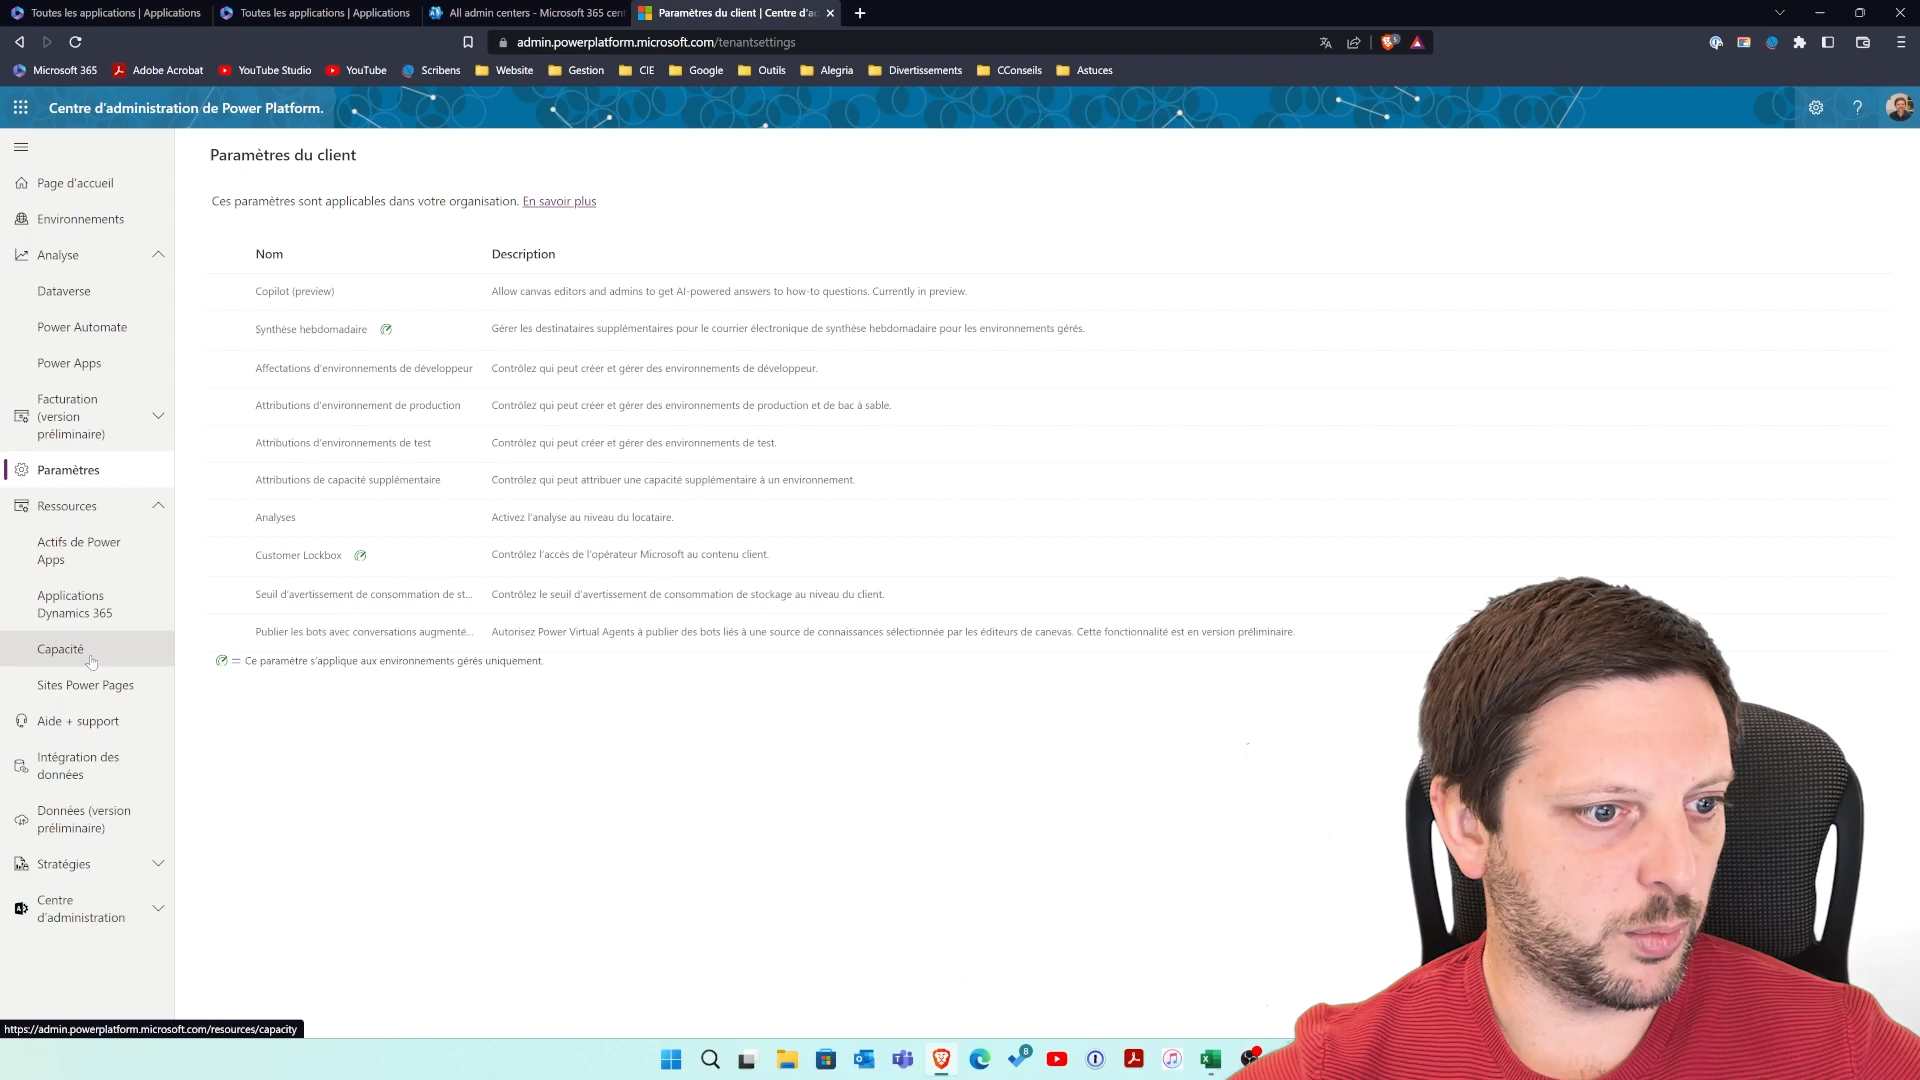 Toutes les applications | Applications
Toutes les applications | Applications
All admin centers - Microsoft 365 cen
Paramètres du client | Centre d'a
admin.powerplatform.microsoft.com/tenantsettings
Microsoft 365
Adobe Acrobat
YouTube Studio
YouTube
Scribens
Website
Gestion
CIE
Google
Outils
Alegria
Divertissements
CConseils
Astuces
Centre d'administration de Power Platform.
Page d'accueil
Environnements
Analyse
Dataverse
Power Automate
Power Apps
Facturation
(version
préliminaire)
Paramètres
Ressources
Actifs de Power
Apps
Applications
Dynamics 365
Capacité
Sites Power Pages
Aide + support
Intégration des
données
Données (version
préliminaire)
Stratégies
Centre
d'administration
Paramètres du client
Ces paramètres sont applicables dans votre organisation. En savoir plus
Nom Description
Copilot (preview) Allow canvas editors and admins to get AI-powered answers to how-to questions. Currently in preview.
Synthèse hebdomadaire Gérer les destinataires supplémentaires pour le courrier électronique de synthèse hebdomadaire pour les environnements gérés.
Affectations d'environnements de développeur Contrôlez qui peut créer et gérer des environnements de développeur.
Attributions d'environnement de production Contrôlez qui peut créer et gérer des environnements de production et de bac à sable.
Attributions d'environnements de test Contrôlez qui peut créer et gérer des environnements de test.
Attributions de capacité supplémentaire Contrôlez qui peut attribuer une capacité supplémentaire à un environnement.
Analyses Activez l'analyse au niveau du locataire.
Customer Lockbox Contrôlez l'accès de l'opérateur Microsoft au contenu client.
Seuil d'avertissement de consommation de st... Contrôlez le seuil d'avertissement de consommation de stockage au niveau du client.
Publier les bots avec conversations augmenté... Autorisez Power Virtual Agents à publier des bots liés à une source de connaissances sélectionnée par les éditeurs de canevas. Cette fonctionnalité est en version préliminaire.
= Ce paramètre s'applique aux environnements gérés uniquement.
https://admin.powerplatform.microsoft.com/resources/capacity
8